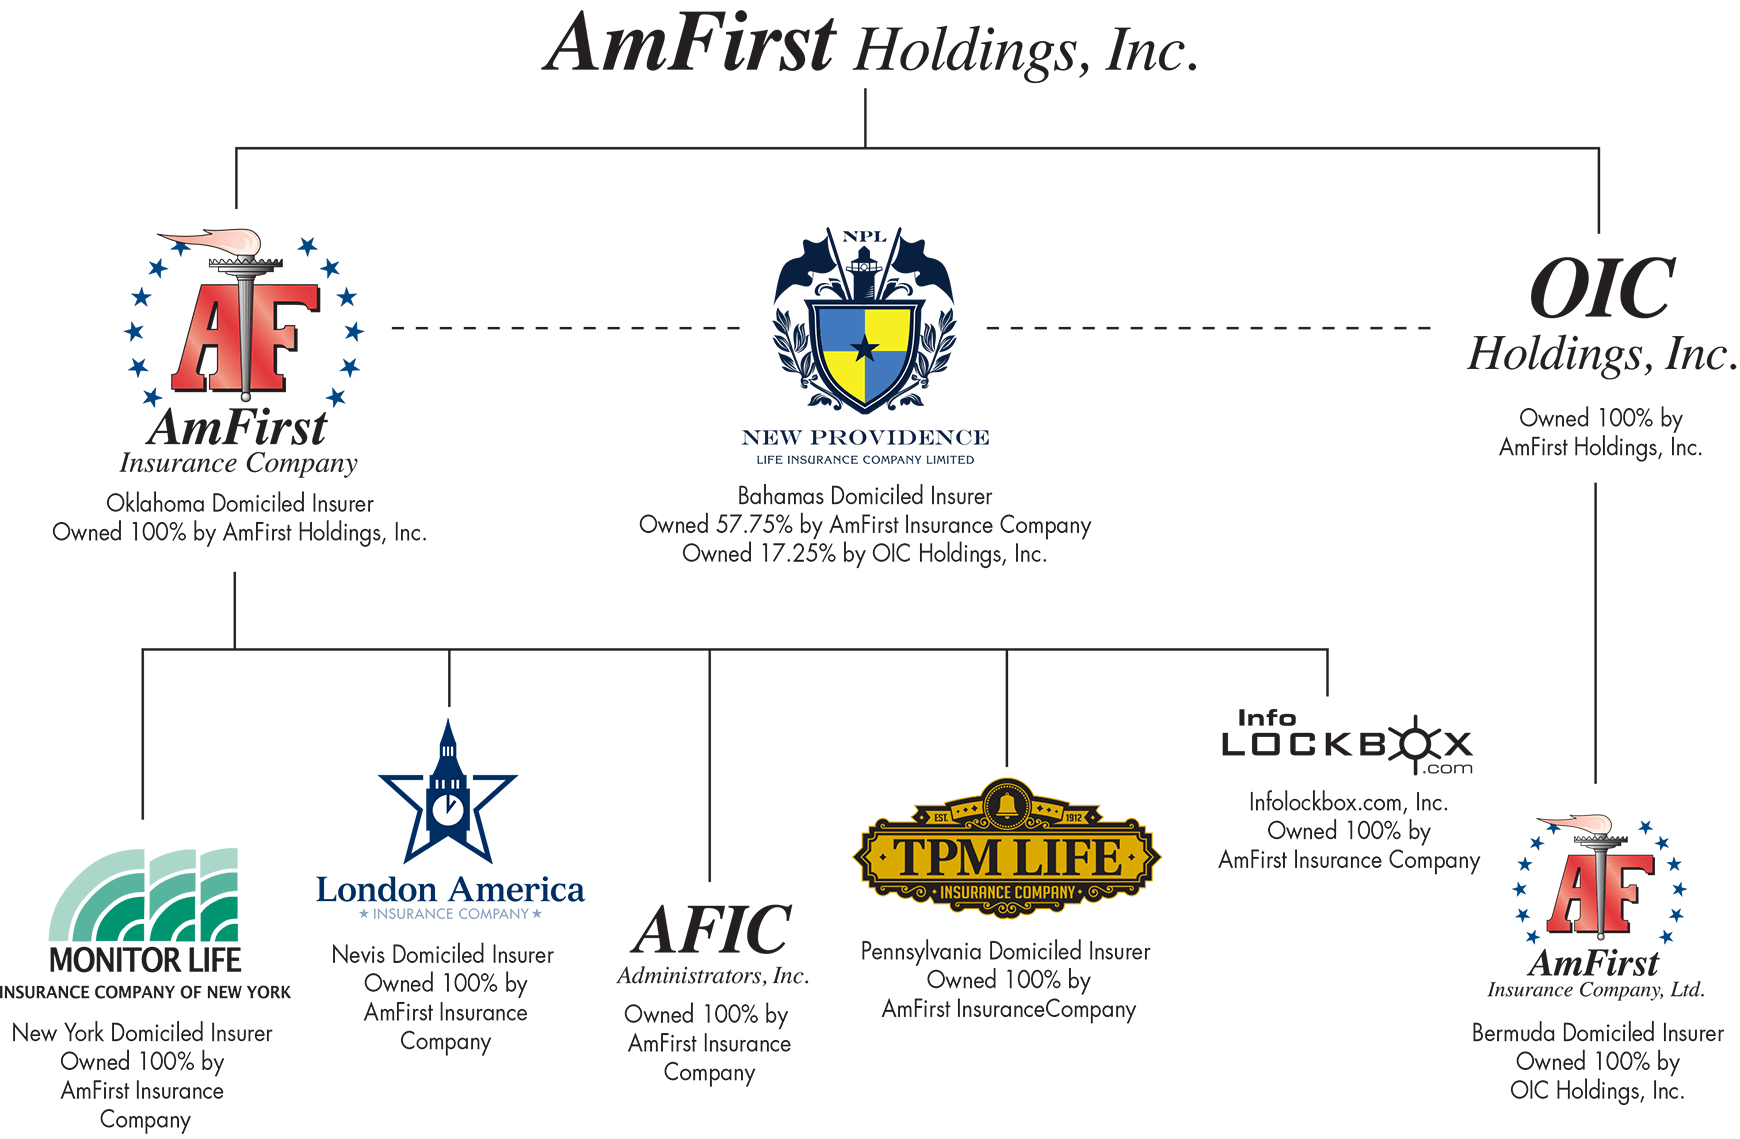 AmFirst Holdings, Inc.
AF
AmFirst
Insurance Company
Oklahoma Domiciled Insurer
Owned 100% by AmFirst Holdings, Inc.
NPL
NEW PROVIDENCE
LIFE INSURANCE COMPANY LIMITED
Bahamas Domiciled Insurer
Owned 57.75% by AmFirst Insurance Company
Owned 17.25% by OIC Holdings, Inc.
OIC
Holdings, Inc.
Owned 100% by
AmFirst Holdings, Inc.
MONITOR LIFE
INSURANCE COMPANY OF NEW YORK
New York Domiciled Insurer
Owned 100% by
AmFirst Insurance
Company
London America
INSURANCE COMPANY
Nevis Domiciled Insurer
Owned 100% by
AmFirst Insurance
Company
AFIC
Administrators, Inc.
Owned 100% by
AmFirst Insurance
Company
EST. 1912
TPM LIFE
INSURANCE COMPANY
Pennsylvania Domiciled Insurer
Owned 100% by
AmFirst InsuranceCompany
Info
LOCKBOX
.com
Infolockbox.com, Inc.
Owned 100% by
AmFirst Insurance Company
AF
AmFirst
Insurance Company, Ltd.
Bermuda Domiciled Insurer
Owned 100% by
OIC Holdings, Inc.